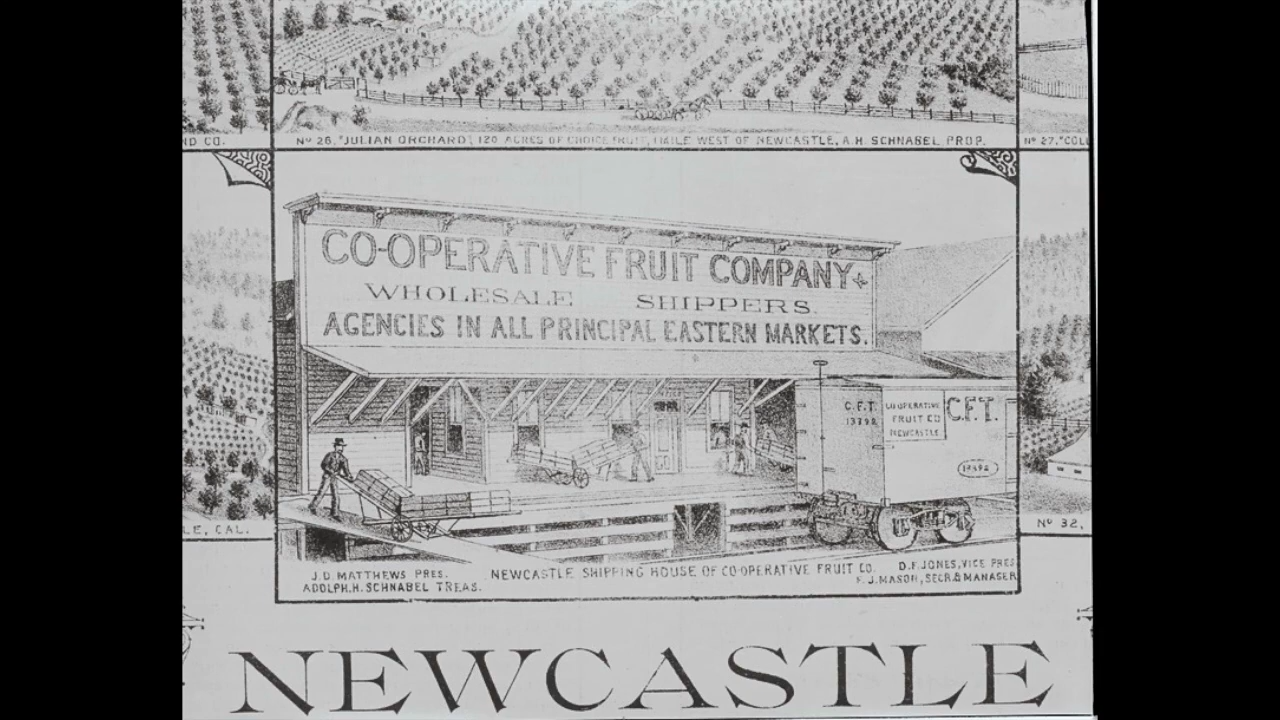 ND CO.
Nº 26, "JULIAN ORCHARD", 120 ACRES OF CHOICE FRUIT, 1 MILE WEST OF NEWCASTLE, A.H. SCHNABEL PROP.
Nº 27, "COLL
CO-OPERATIVE FRUIT COMPANY
WHOLESALE SHIPPERS.
AGENCIES IN ALL PRINCIPAL EASTERN MARKETS.
C.F.T.
CO-OPERATIVE
FRUIT CO
NEWCASTLE
C.F.T.
LE, CAL.
Nº 32,
J.D. MATTHEWS PRES.
ADOLPH.H. SCHNABEL TREAS.
NEWCASTLE SHIPPING HOUSE OF CO-OPERATIVE FRUIT CO.
D.F. JONES, VICE PRES
F.J. MASON, SECR.& MANAGER
NEWCASTLE